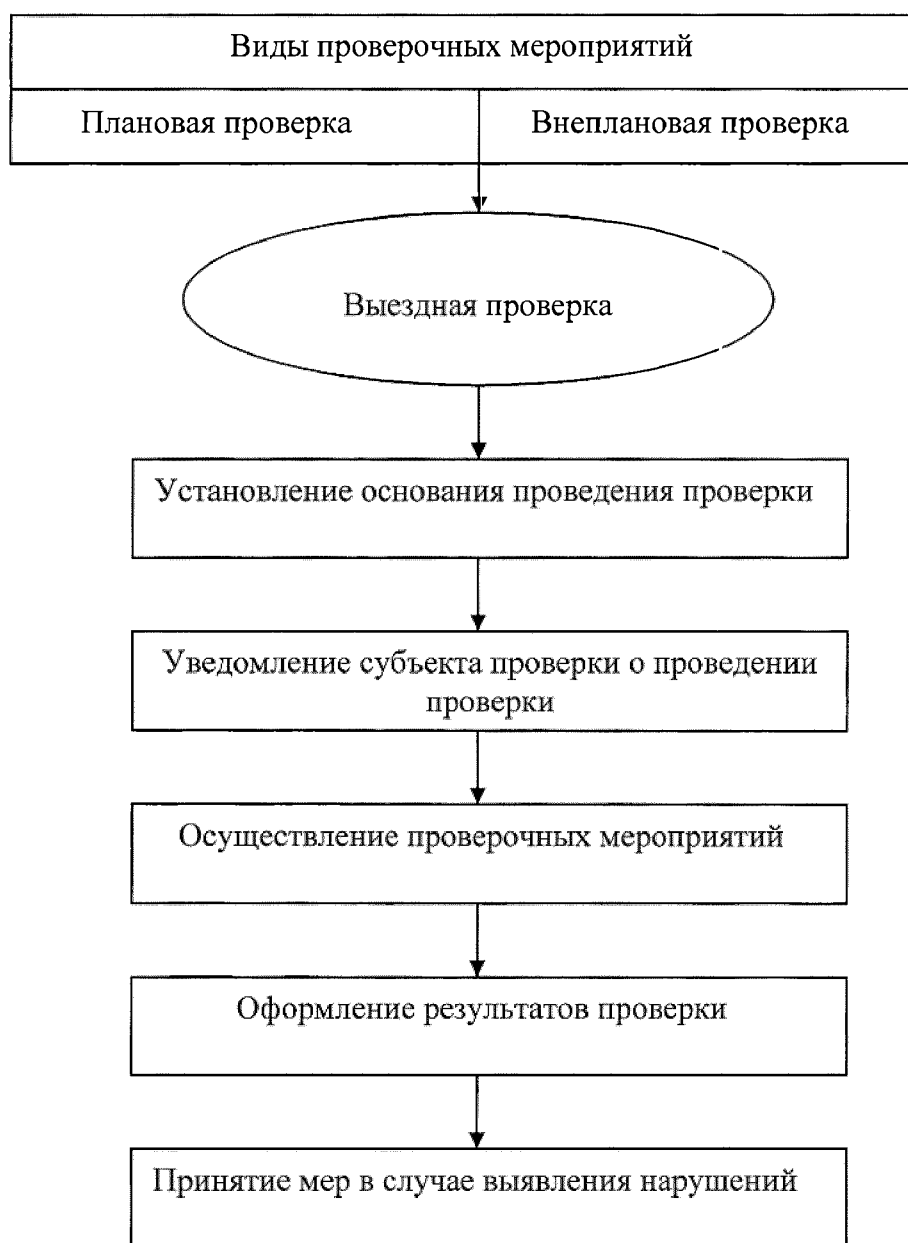 Виды проверочных мероприятий
Плановая проверка
Внеплановая проверка
Выездная проверка
Установление основания проведения проверки
Уведомление субъекта проверки о проведении
проверки
Осуществление проверочных мероприятий
Оформление результатов проверки
Принятие мер в случае выявления нарушений